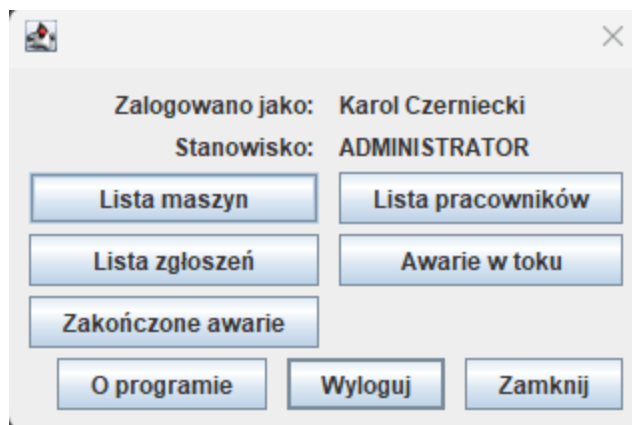 Zalogowano jako: Karol Czerniecki
Stanowisko: ADMINISTRATOR
Lista maszyn Lista pracowników
Lista zgłoszeń Awarie w toku
Zakończone awarie
O programie Wyloguj Zamknij